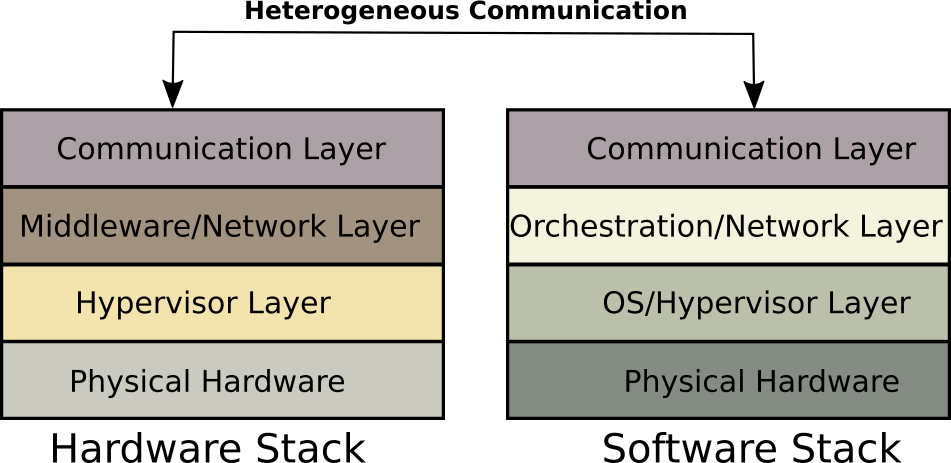 Heterogeneous Communication
Communication Layer
Middleware/Network Layer
Hypervisor Layer
Physical Hardware
Hardware Stack
Communication Layer
Orchestration/Network Layer
OS/Hypervisor Layer
Physical Hardware
Software Stack